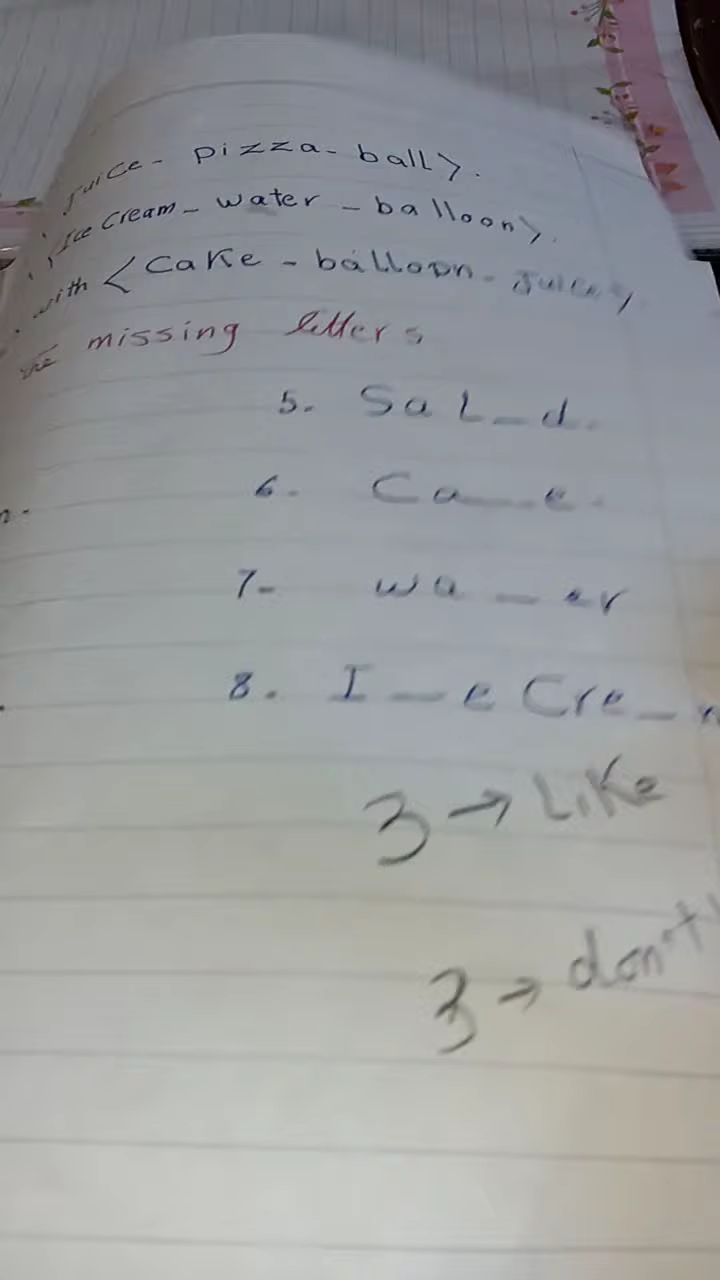 Juice - pizza - ball>.
Ice Cream - water - balloon>.
with < Cake - balloon - Juice>
the missing letters
5. SaL_d.
6. Ca_e.
7- wa_er
8. I_e Cre_
3 → Like
3 → don't